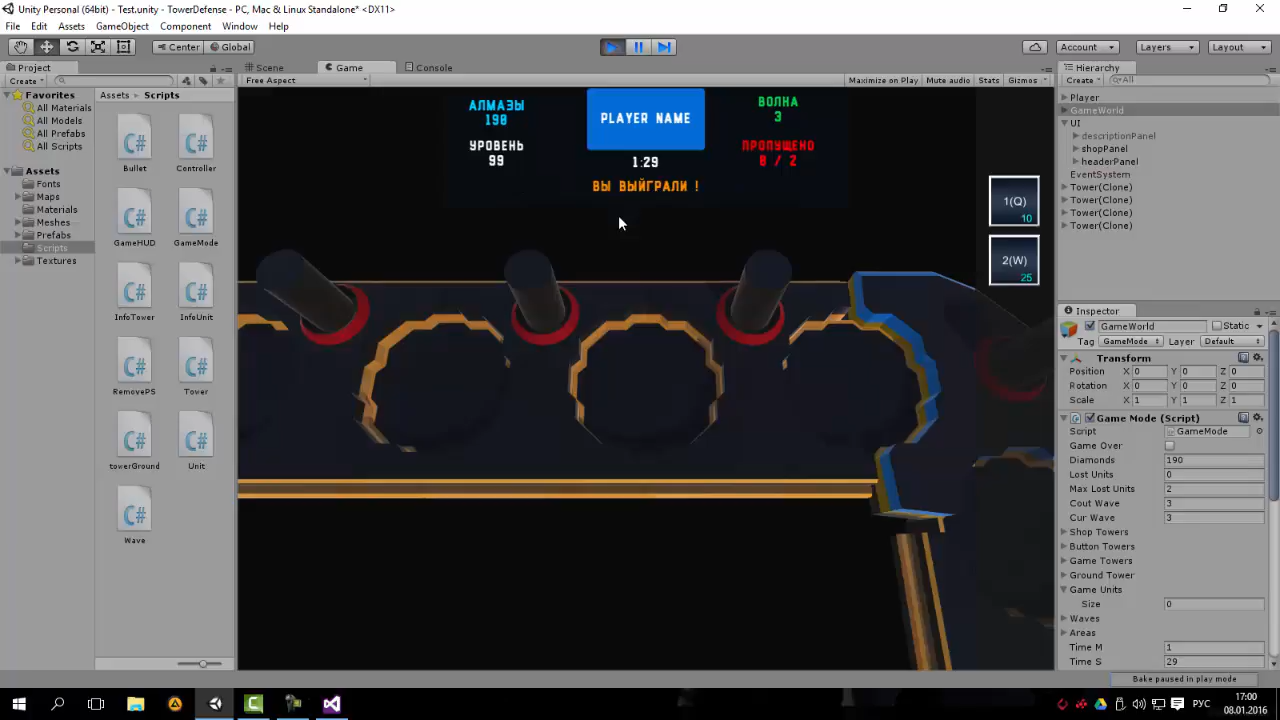 Unity Personal (64bit) - Test.unity - TowerDefense - PC, Mac & Linux Standalone* <DX11>
File Edit Assets GameObject Component Window Help
Center Global
Account Layers Layout
Project
Create
Favorites
All Materials
All Models
All Prefabs
All Scripts
Assets
Fonts
Maps
Materials
Meshes
Prefabs
Scripts
Textures
Assets Scripts
Bullet Controller
GameHUD GameMode
InfoTower InfoUnit
RemovePS Tower
towerGround Unit
Wave
Scene Game Console
Free Aspect Maximize on Play Mute audio Stats Gizmos
АЛМАЗЫ
190
УРОВЕНЬ
99
PLAYER NAME
1:29
ВЫ ВЫЙГРАЛИ !
ВОЛНА
3
ПРОПУЩЕНО
0 / 2
1(Q)
10
2(W)
25
Hierarchy
Create All
Player
GameWorld
UI
descriptionPanel
shopPanel
headerPanel
EventSystem
Tower(Clone)
Tower(Clone)
Tower(Clone)
Tower(Clone)
Inspector
GameWorld Static
Tag GameMode Layer Default
Transform
Position X 0 Y 0 Z 0
Rotation X 0 Y 0 Z 0
Scale X 1 Y 1 Z 1
Game Mode (Script)
Script GameMode
Game Over
Diamonds 190
Lost Units 0
Max Lost Units 2
Cout Wave 3
Cur Wave 3
Shop Towers
Button Towers
Game Towers
Ground Tower
Game Units
Size 0
Waves
Areas
Time M 1
Time S 29
Bake paused in play mode
РУС
17:00
08.01.2016